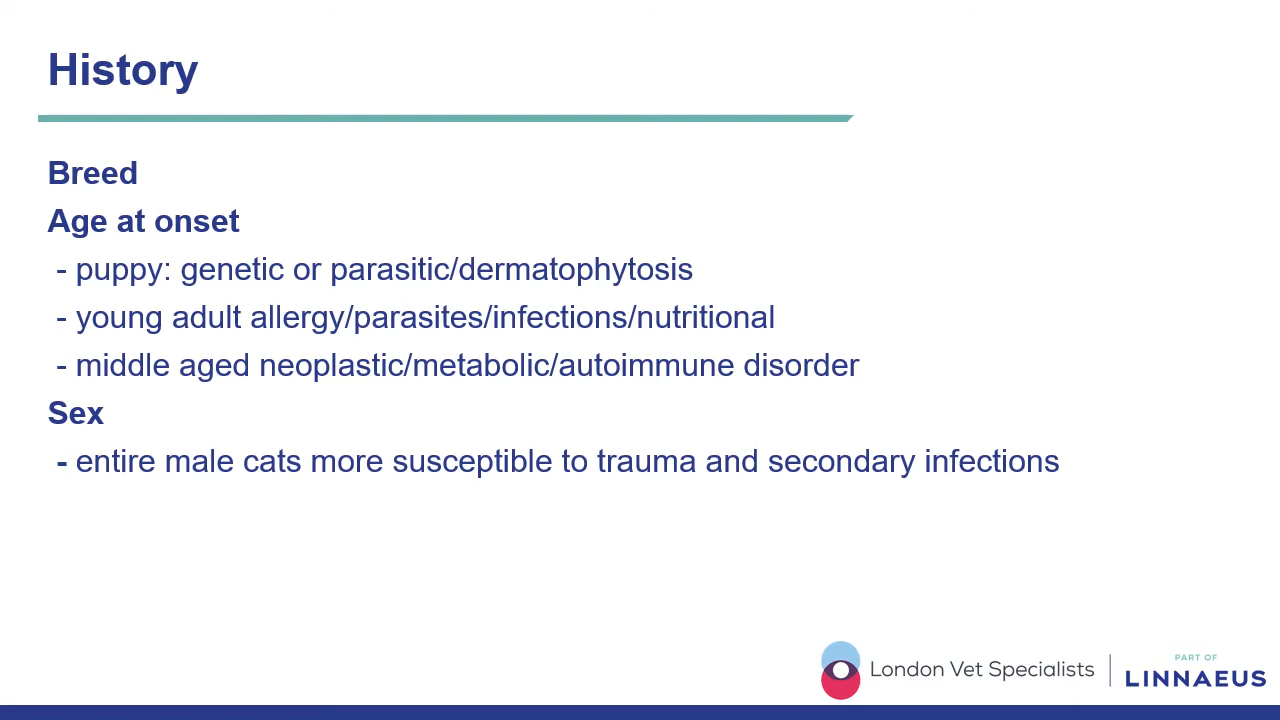 History
Breed
Age at onset
- puppy: genetic or parasitic/dermatophytosis
- young adult allergy/parasites/infections/nutritional
- middle aged neoplastic/metabolic/autoimmune disorder
Sex
- entire male cats more susceptible to trauma and secondary infections
London Vet Specialists
PART OF
LINNAEUS